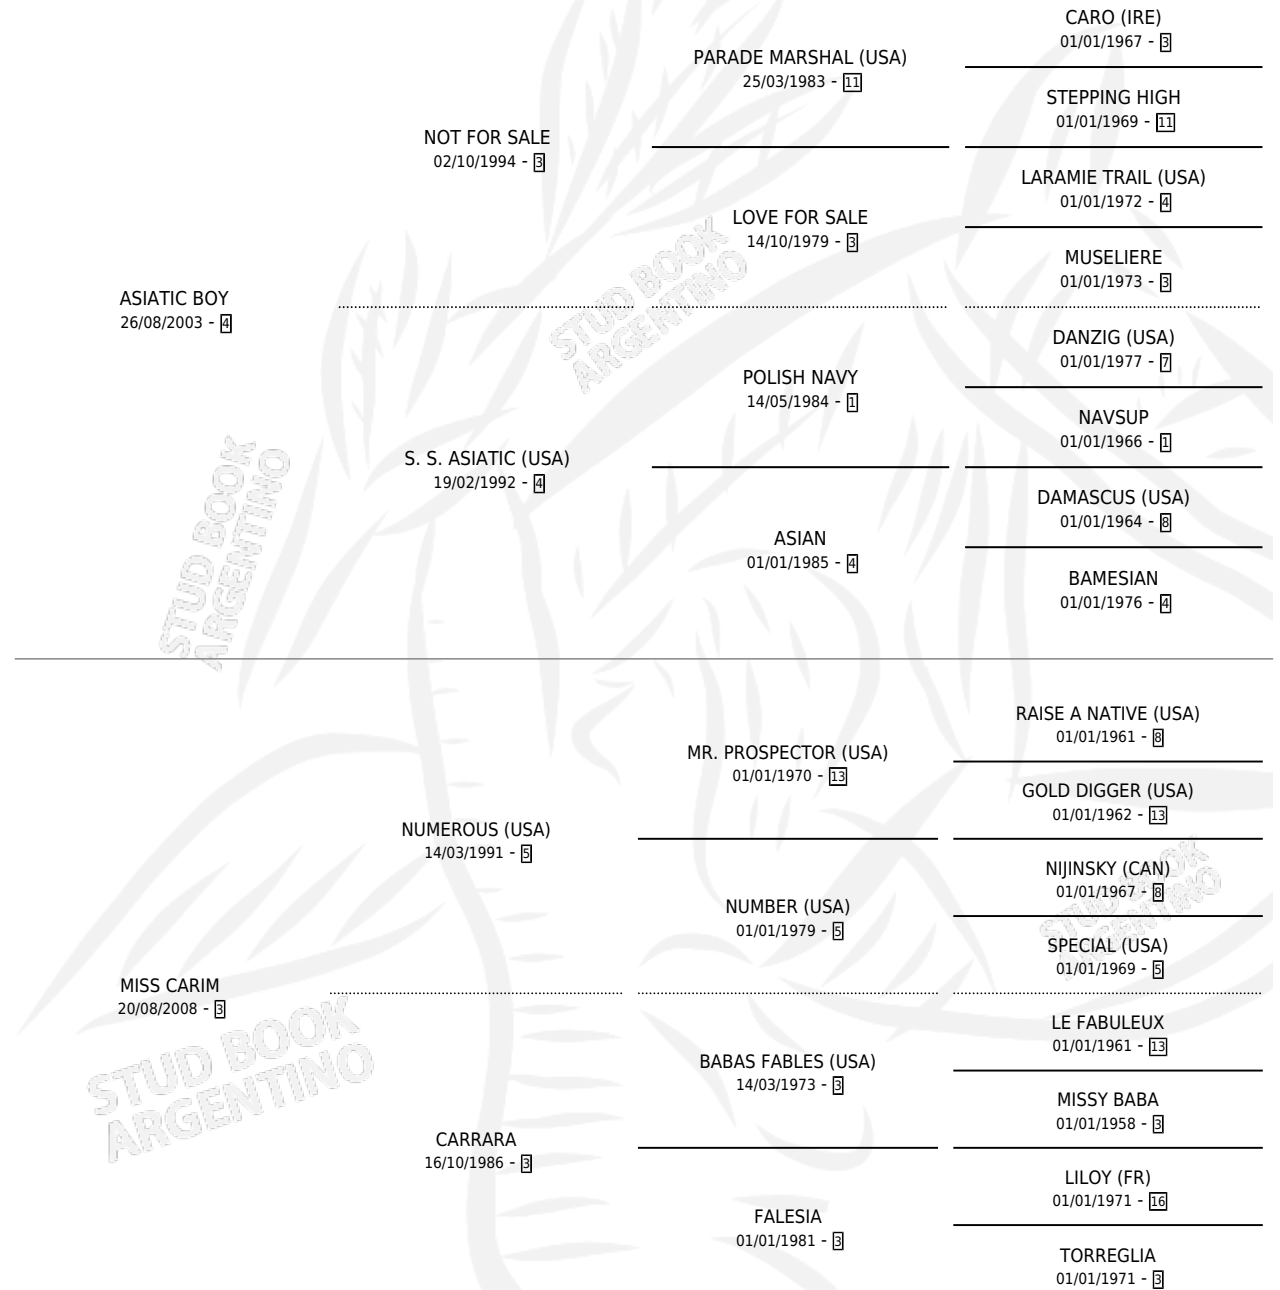 CARO (IRE)
01/01/1967 - 3
PARADE MARSHAL (USA)
25/03/1983 - 11
STEPPING HIGH
01/01/1969 - 11
NOT FOR SALE
02/10/1994 - 3
LARAMIE TRAIL (USA)
01/01/1972 - 4
LOVE FOR SALE
14/10/1979 - 3
MUSELIERE
01/01/1973 - 3
ASIATIC BOY
26/08/2003 - 4
STUD BOOK
ARGENTINO
DANZIG (USA)
01/01/1977 - 7
POLISH NAVY
14/05/1984 - 1
NAVSUP
01/01/1966 - 1
S. S. ASIATIC (USA)
19/02/1992 - 4
DAMASCUS (USA)
01/01/1964 - 8
ASIAN
01/01/1985 - 4
BAMESIAN
01/01/1976 - 4
STUD BOOK
ARGENTINO
RAISE A NATIVE (USA)
01/01/1961 - 8
MR. PROSPECTOR (USA)
01/01/1970 - 13
GOLD DIGGER (USA)
01/01/1962 - 13
NUMEROUS (USA)
14/03/1991 - 5
NIJINSKY (CAN)
01/01/1967 - 8
STUD BOOK
ARGENTINO
NUMBER (USA)
01/01/1979 - 5
SPECIAL (USA)
01/01/1969 - 5
MISS CARIM
20/08/2008 - 3
LE FABULEUX
01/01/1961 - 13
STUD BOOK
ARGENTINO
BABAS FABLES (USA)
14/03/1973 - 3
MISSY BABA
01/01/1958 - 3
CARRARA
16/10/1986 - 3
LILOY (FR)
01/01/1971 - 16
FALESIA
01/01/1981 - 3
TORREGLIA
01/01/1971 - 3